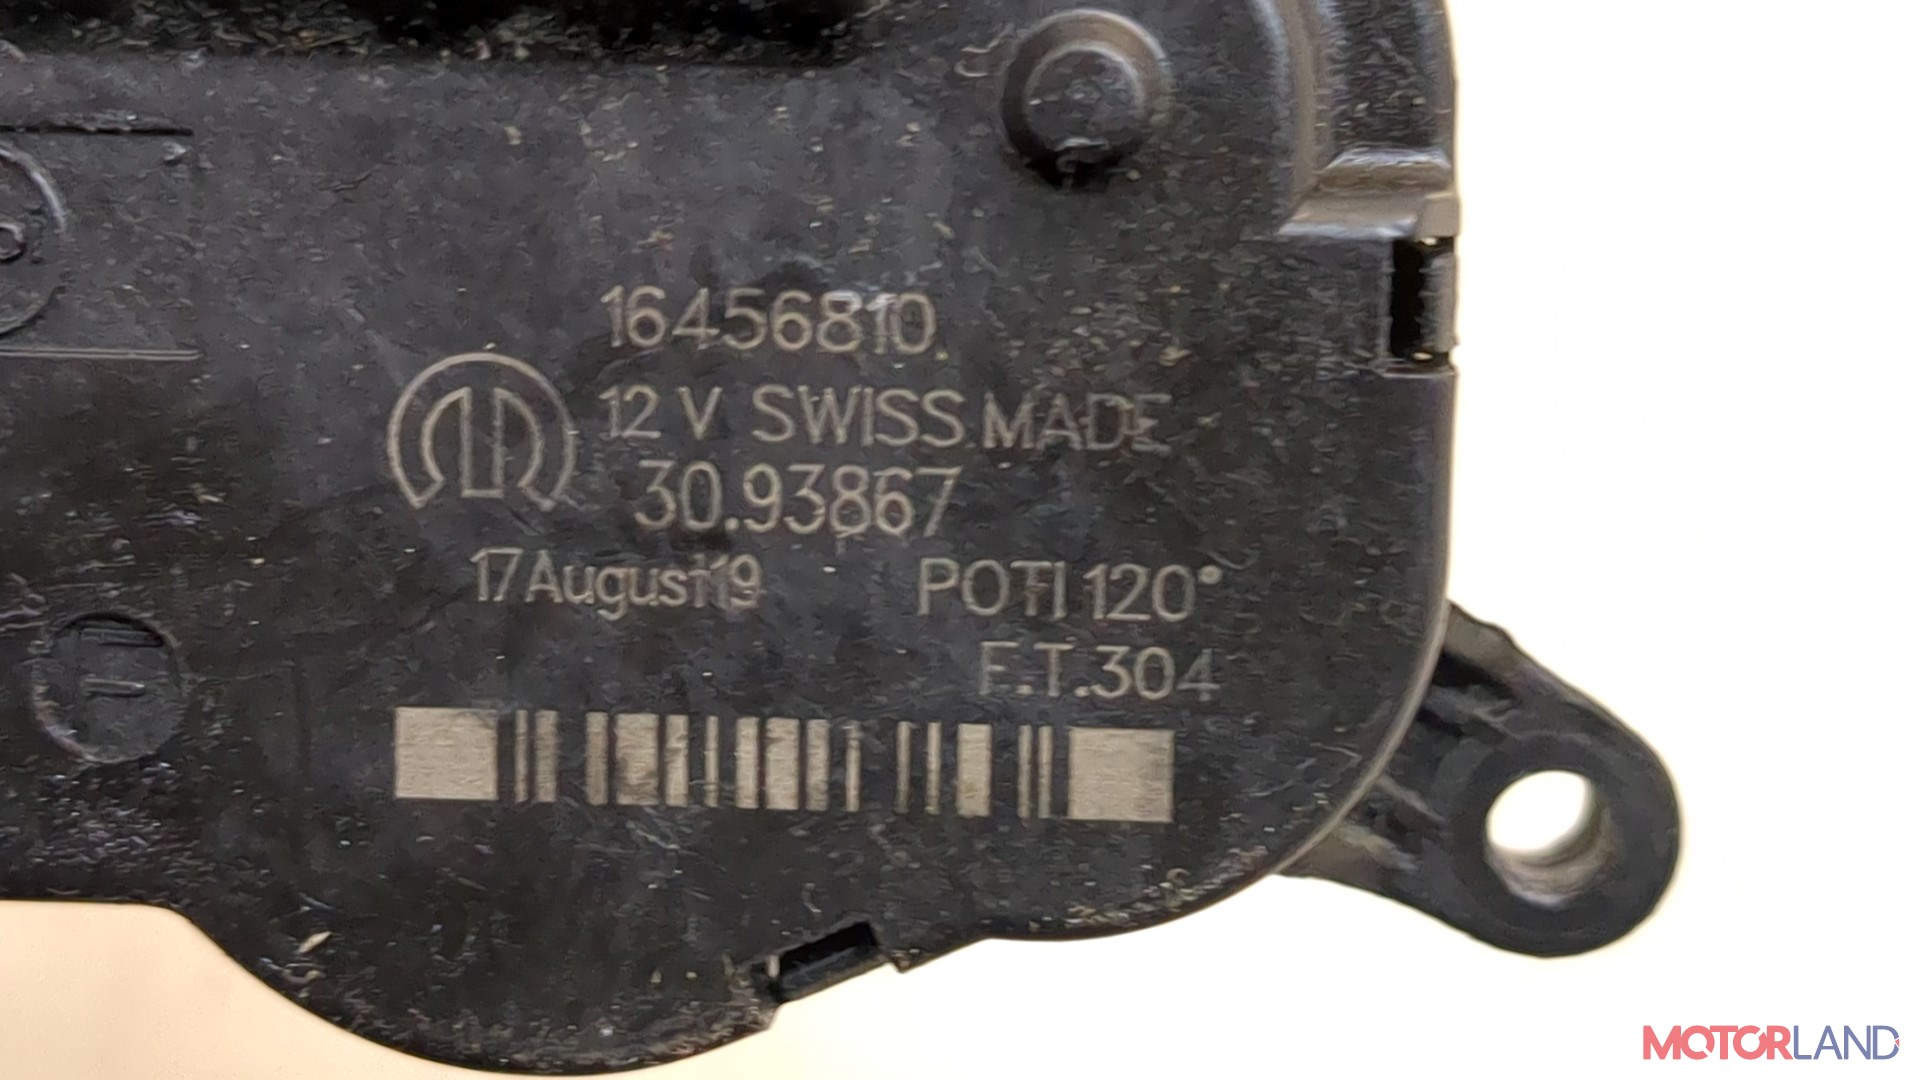 16456810
12 V SWISS MADE
30.93867
17August19 POTI 120°
F.T.304
MOTORLAND